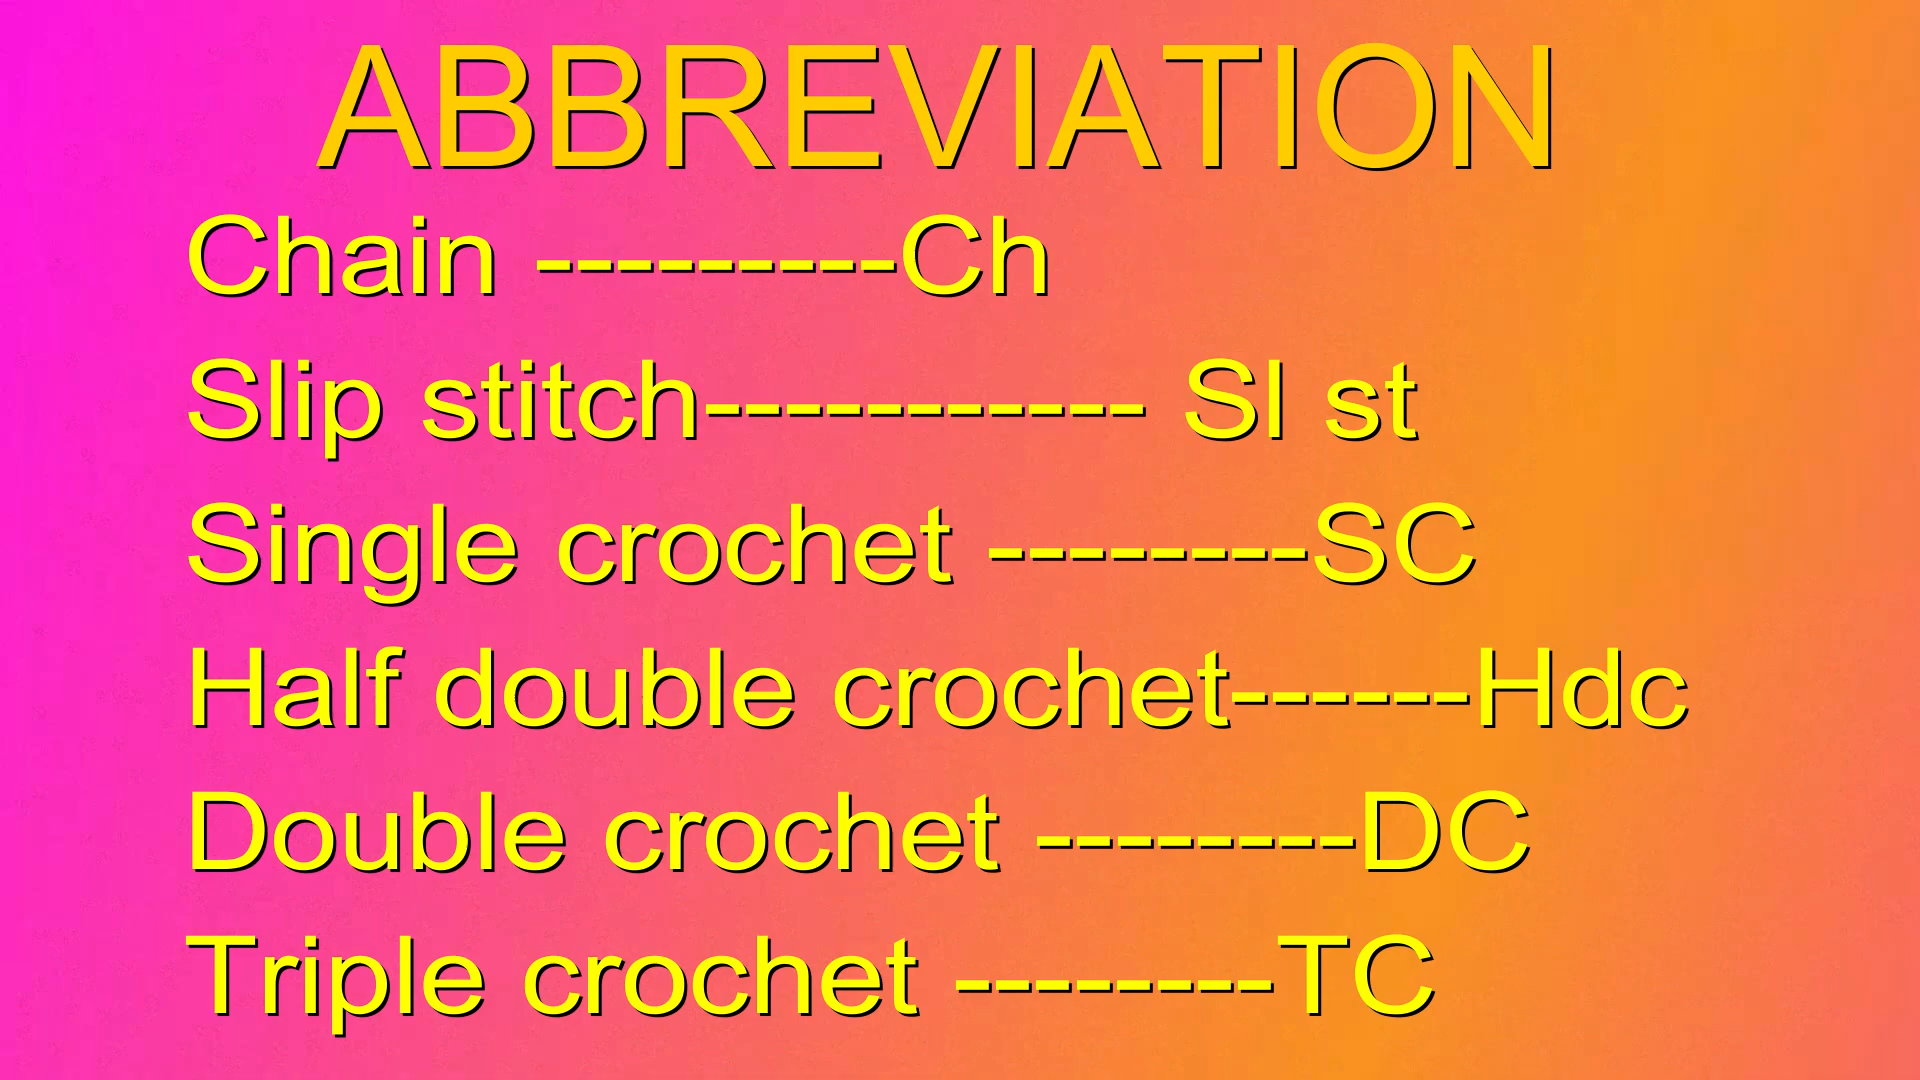 ABBREVIATION
Chain ---------Ch
Slip stitch----------- Sl st
Single crochet --------SC
Half double crochet------Hdc
Double crochet --------DC
Triple crochet --------TC